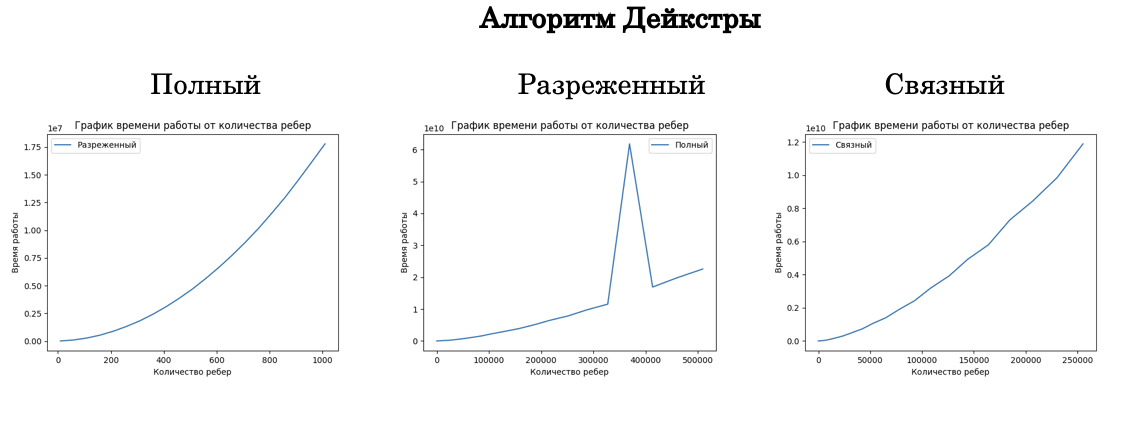 Алгоритм Дейкстры
Полный
Разреженный
Связный
1e7
График времени работы от количества ребер
Разреженный
1.75
1.50
1.25
1.00
0.75
0.50
0.25
0.00
Время работы
0
200
400
600
800
1000
Количество ребер
1e10
График времени работы от количества ребер
Полный
6
5
4
3
2
1
0
Время работы
0
100000
200000
300000
400000
500000
Количество ребер
1e10
График времени работы от количества ребер
Связный
1.2
1.0
0.8
0.6
0.4
0.2
0.0
Время работы
0
50000
100000
150000
200000
250000
Количество ребер